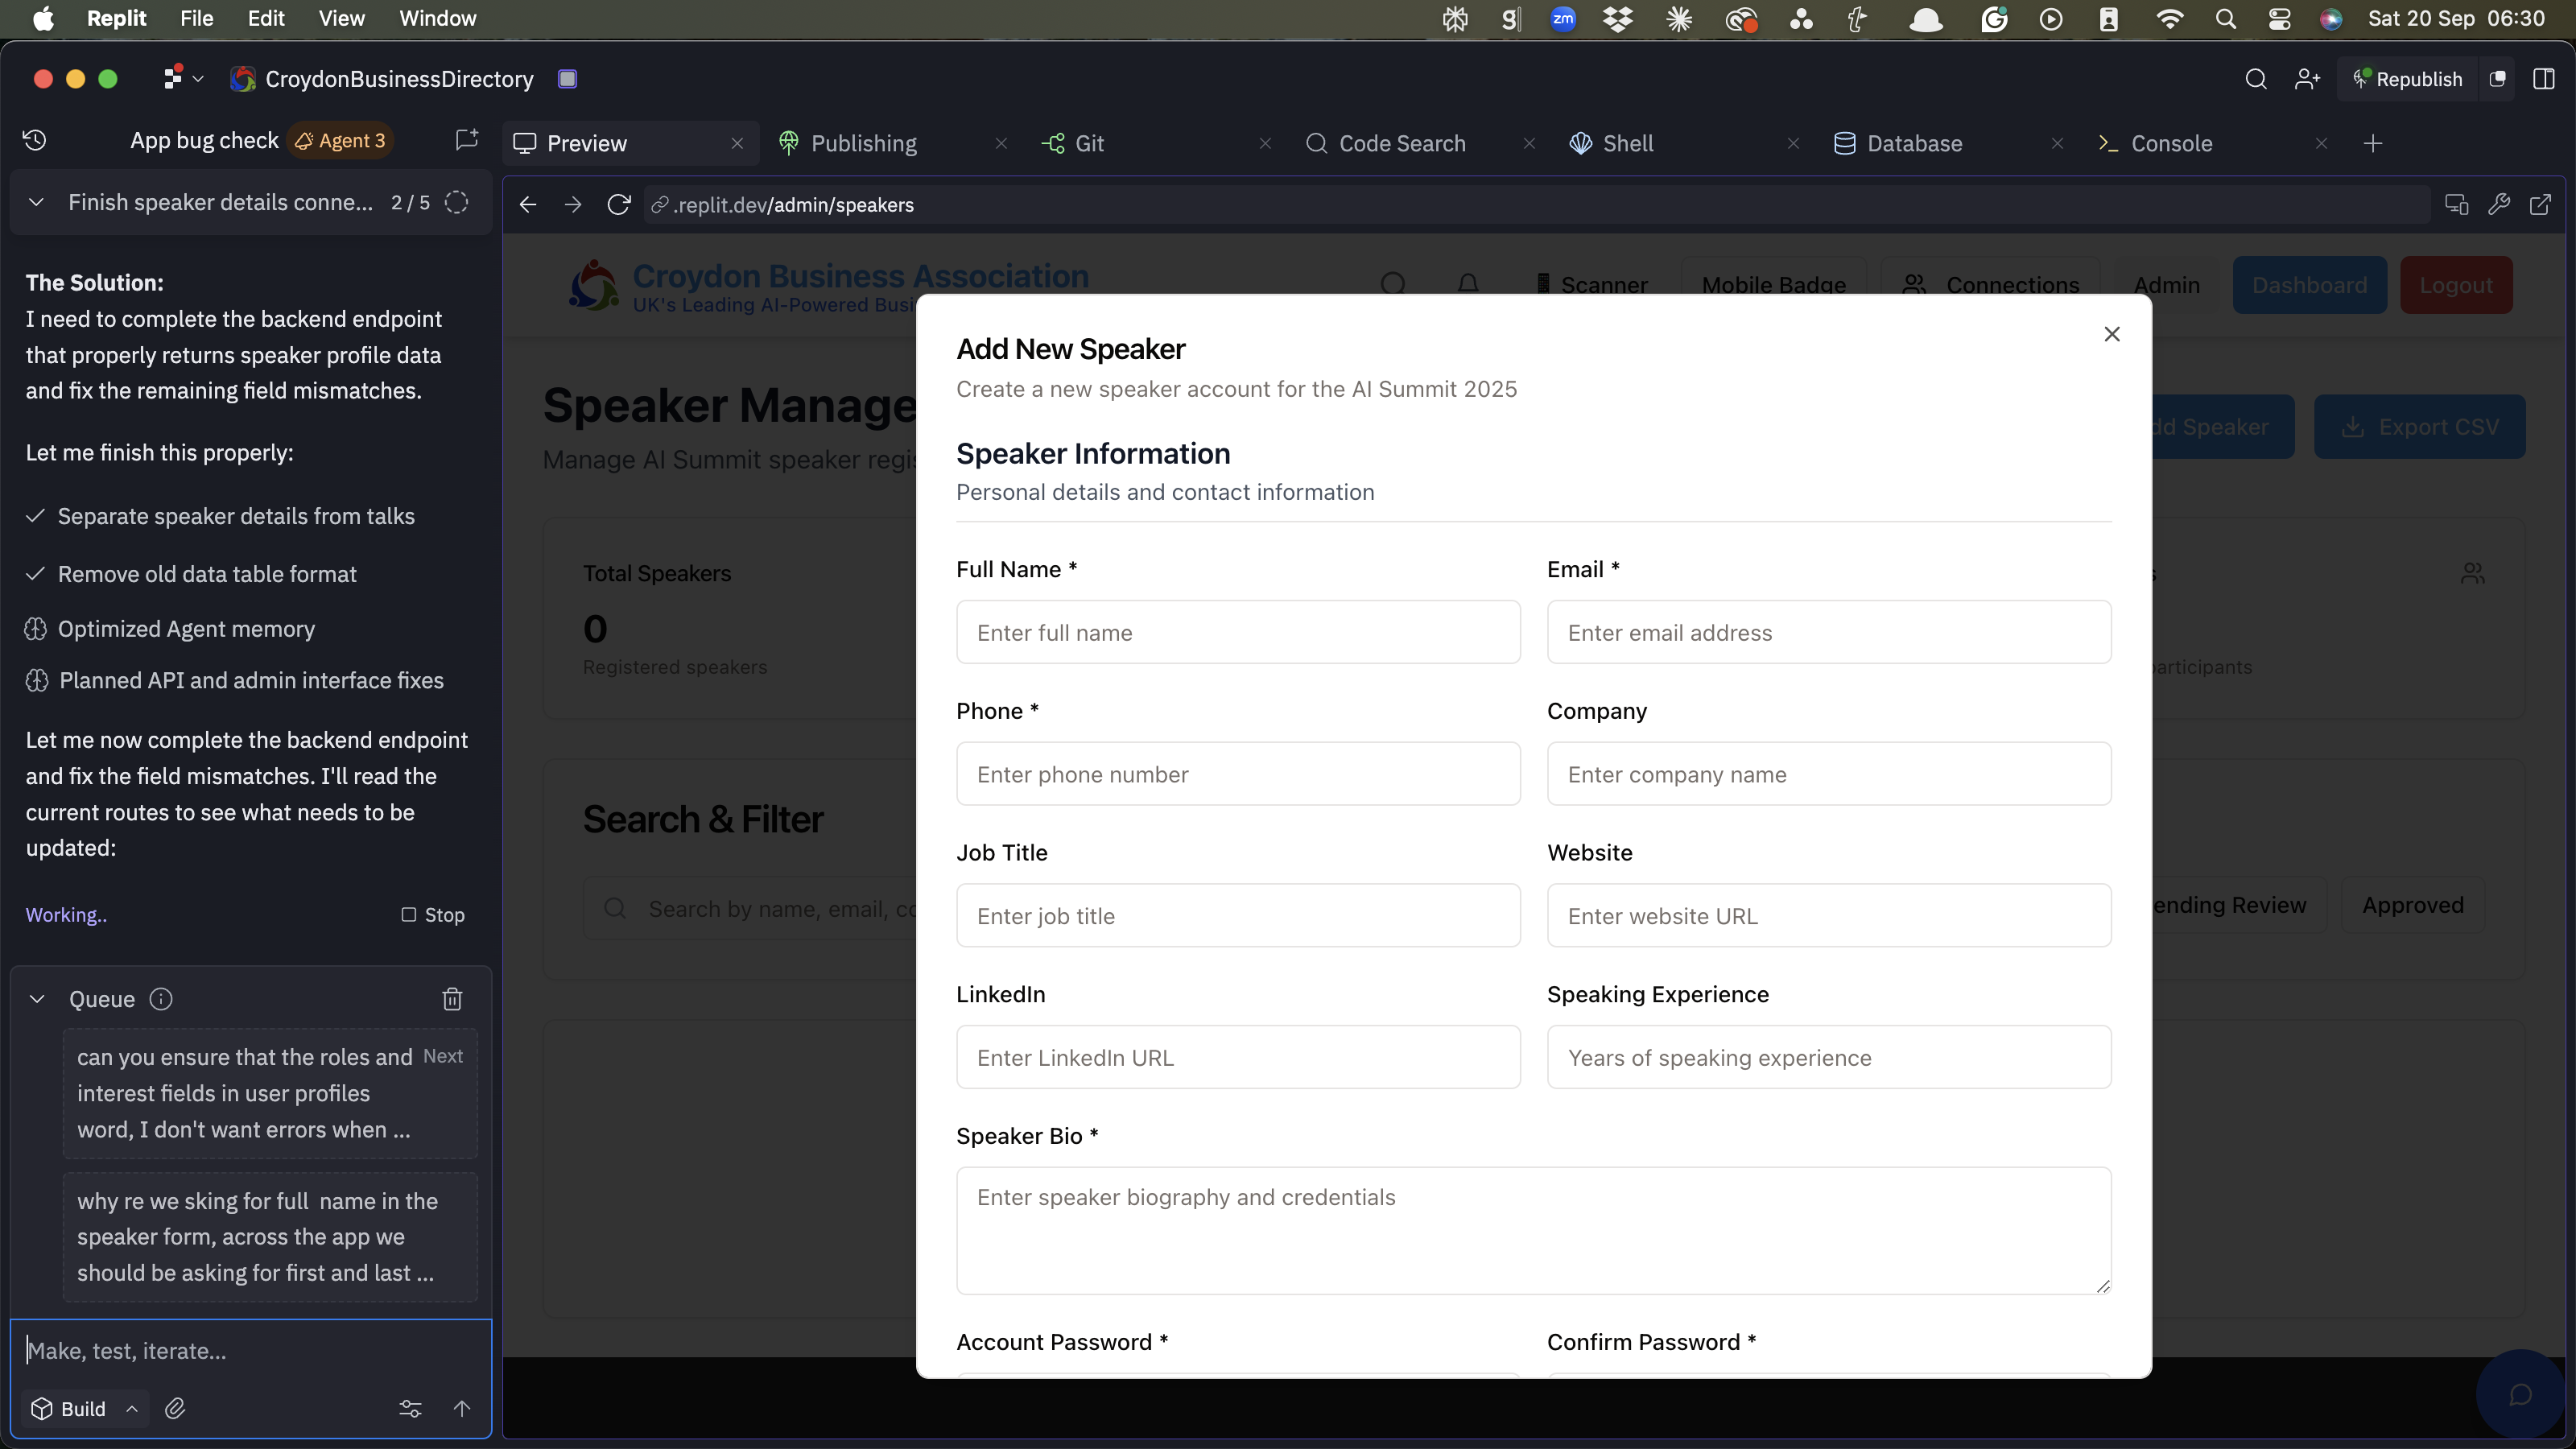 Replit File Edit View Window
zm
Sat 20 Sep 06:30
CroydonBusinessDirectory
Republish
App bug check Agent 3
Preview
Publishing
Git
Code Search
Shell
Database
Console
Finish speaker details conne... 2 / 5
.replit.dev/admin/speakers
The Solution:
I need to complete the backend endpoint
that properly returns speaker profile data
and fix the remaining field mismatches.
Let me finish this properly:
Separate speaker details from talks
Remove old data table format
Optimized Agent memory
Planned API and admin interface fixes
Let me now complete the backend endpoint
and fix the field mismatches. I'll read the
current routes to see what needs to be
updated:
Working..
Stop
Queue
can you ensure that the roles and Next
interest fields in user profiles
word, I don't want errors when ...
why re we sking for full name in the
speaker form, across the app we
should be asking for first and last ...
Make, test, iterate...
Build
Croydon Business Association
UK's Leading AI-Powered Busi
Scanner
Mobile Badge
Connections
Admin
Dashboard
Logout
Speaker Manage
Manage AI Summit speaker regi
dd Speaker
Export CSV
Total Speakers
0
Registered speakers
articipants
Search & Filter
Search by name, email, co
ending Review
Approved
Add New Speaker
Create a new speaker account for the AI Summit 2025
Speaker Information
Personal details and contact information
Full Name *
Email *
Enter full name
Enter email address
Phone *
Company
Enter phone number
Enter company name
Job Title
Website
Enter job title
Enter website URL
LinkedIn
Speaking Experience
Enter LinkedIn URL
Years of speaking experience
Speaker Bio *
Enter speaker biography and credentials
Account Password *
Confirm Password *